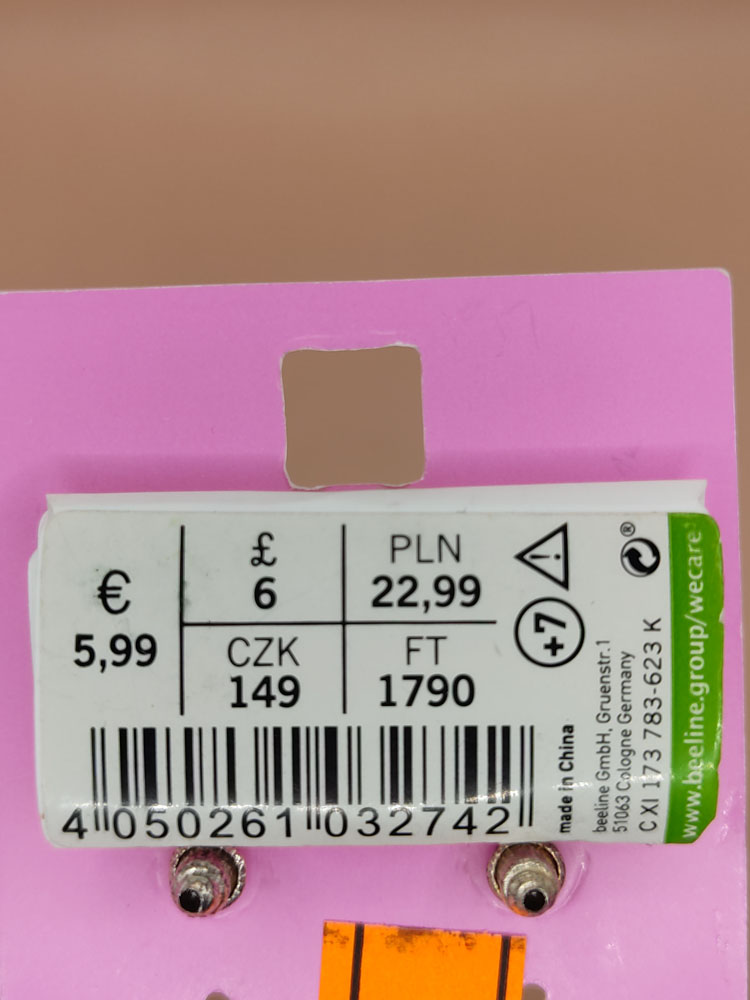 €
5,99
£
6
PLN
22,99
CZK
149
FT
1790
+7
4 050261 032742
made in China
beeline GmbH, Gruenstr.1
51063 Cologne Germany
C XI 173 783-623 K
www.beeline.group/wecare